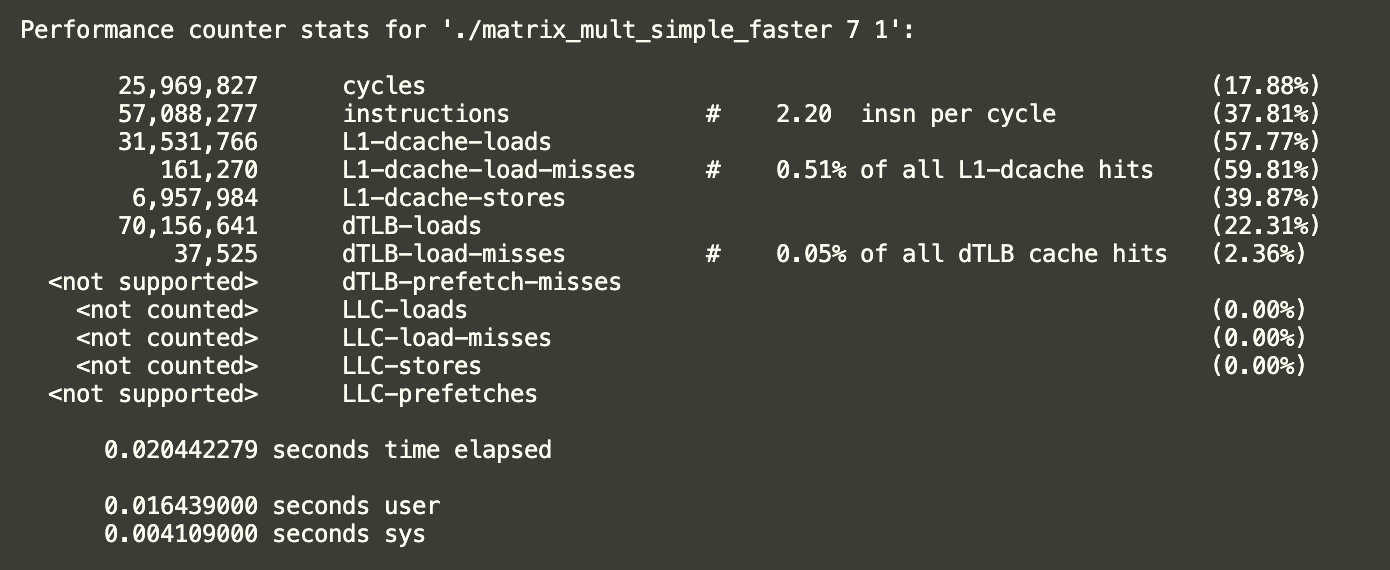 Performance counter stats for './matrix_mult_simple_faster 7 1':
25,969,827 cycles (17.88%)
57,088,277 instructions # 2.20 insn per cycle (37.81%)
31,531,766 L1-dcache-loads (57.77%)
161,270 L1-dcache-load-misses # 0.51% of all L1-dcache hits (59.81%)
6,957,984 L1-dcache-stores (39.87%)
70,156,641 dTLB-loads (22.31%)
37,525 dTLB-load-misses # 0.05% of all dTLB cache hits (2.36%)
<not supported> dTLB-prefetch-misses
<not counted> LLC-loads (0.00%)
<not counted> LLC-load-misses (0.00%)
<not counted> LLC-stores (0.00%)
<not supported> LLC-prefetches
0.020442279 seconds time elapsed
0.016439000 seconds user
0.004109000 seconds sys